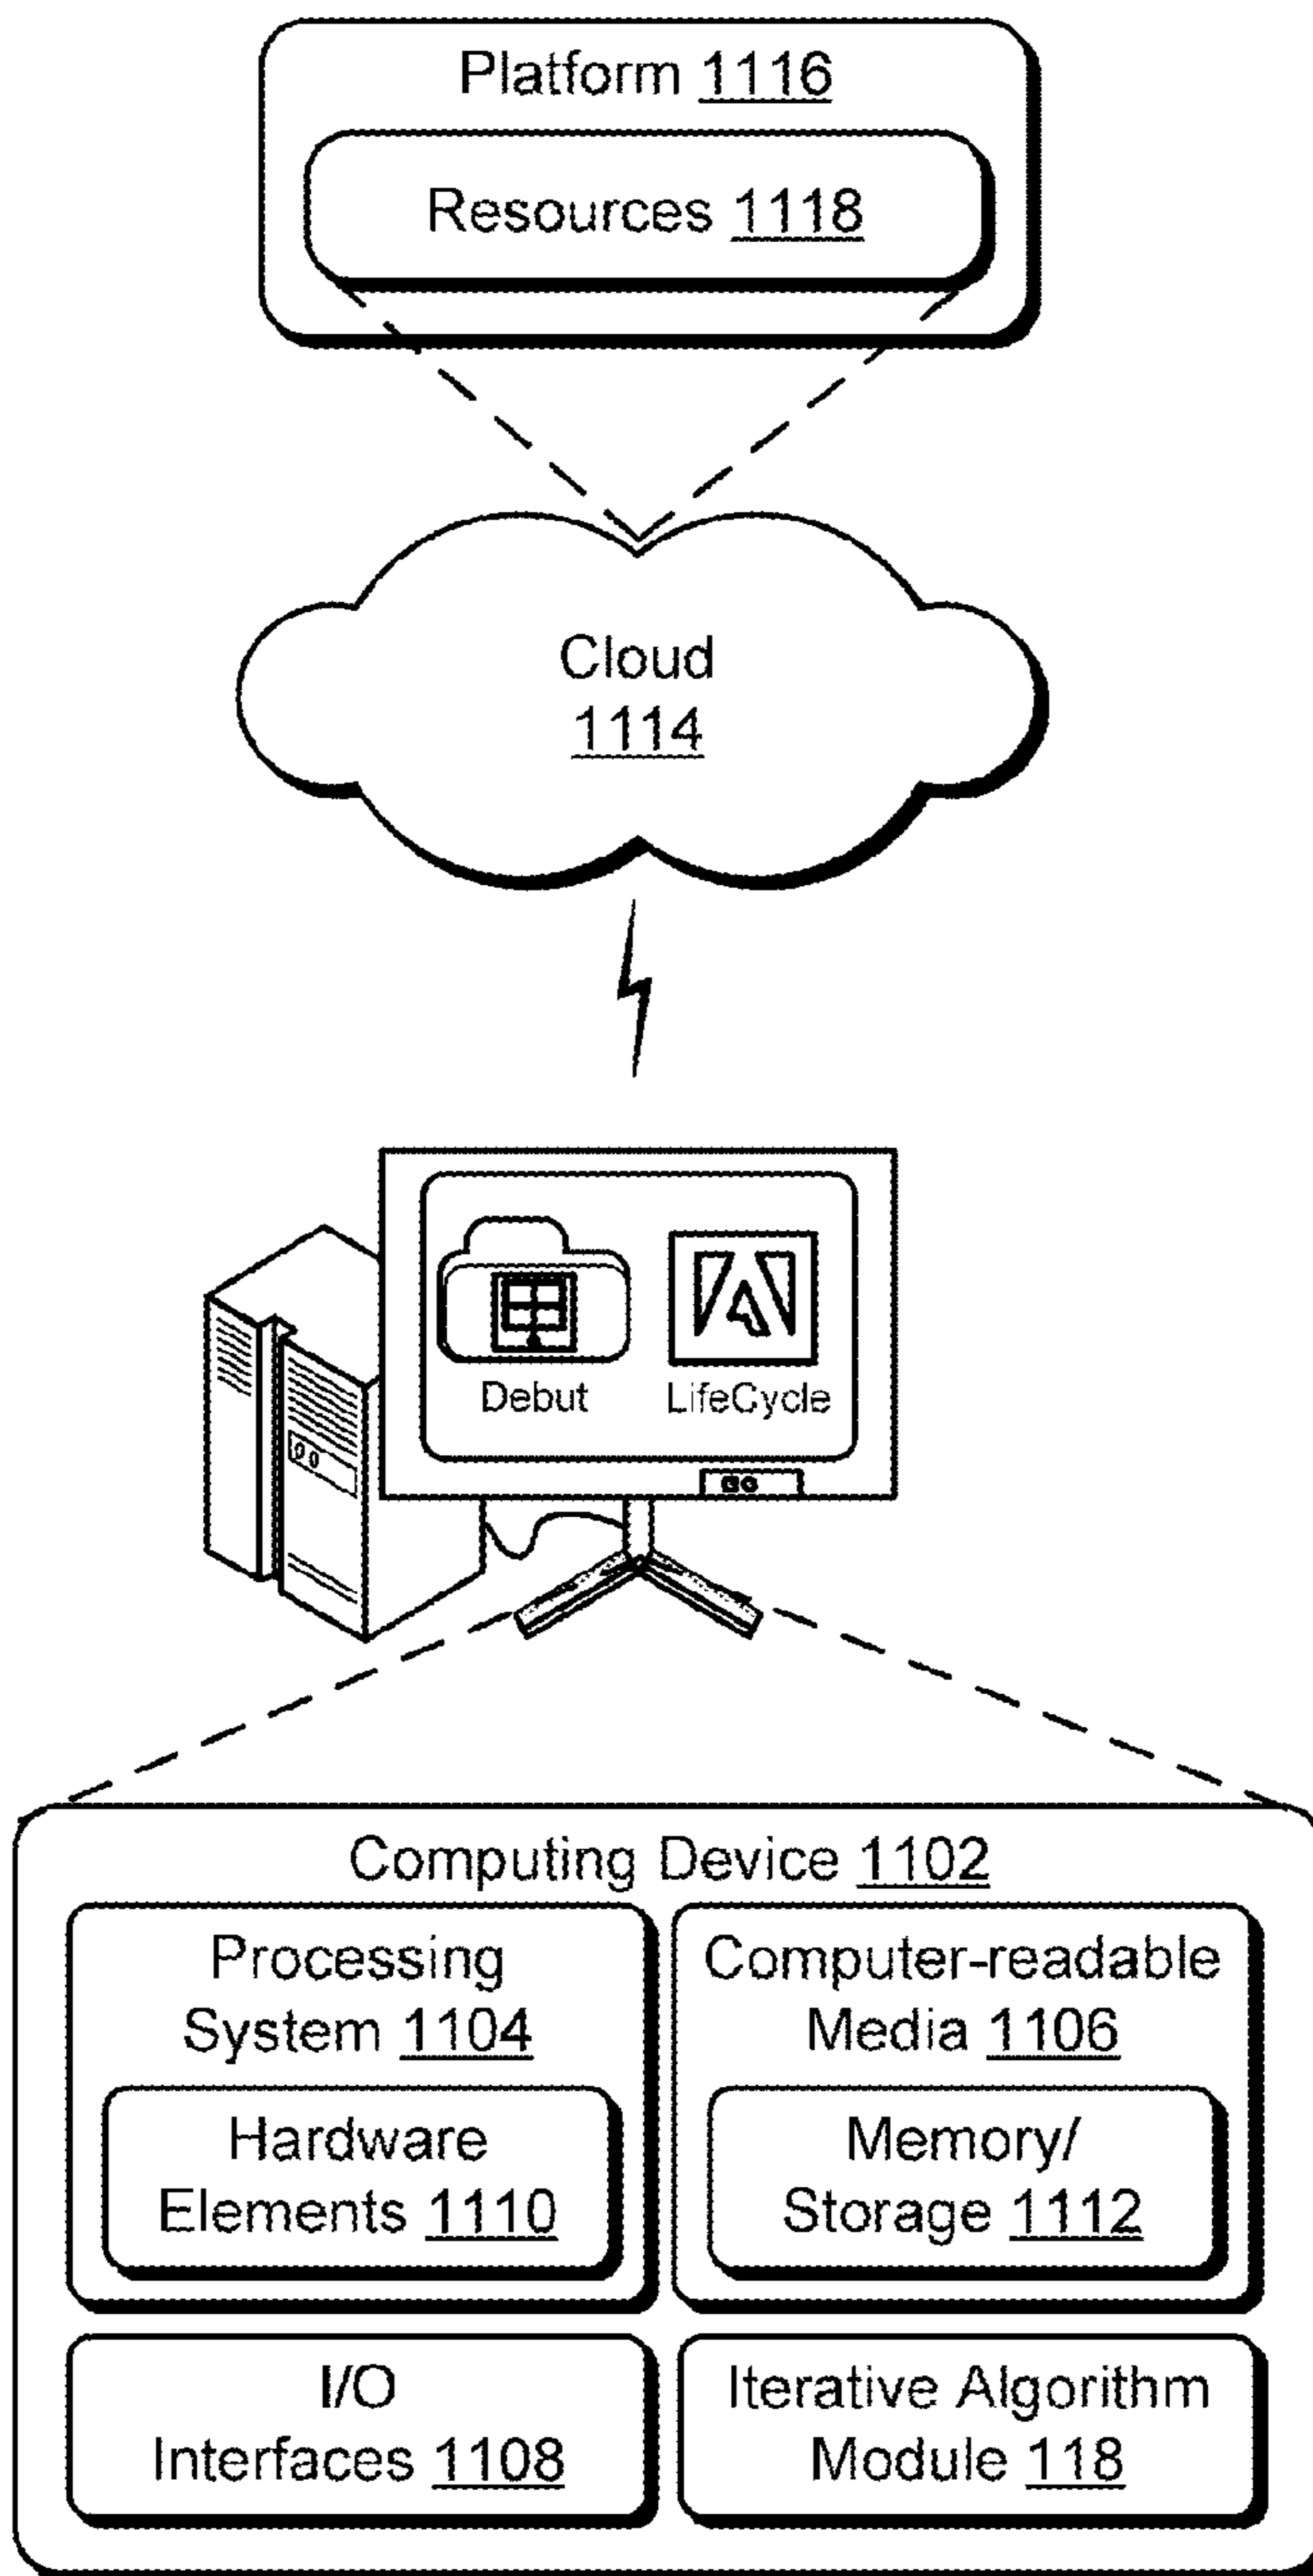 Platform 1116
Resources 1118
Cloud
1114
Debut
LifeCycle
Computing Device 1102
Processing
System 1104
Hardware
Elements 1110
Computer-readable
Media 1106
Memory/
Storage 1112
I/O
Interfaces 1108
Iterative Algorithm
Module 118